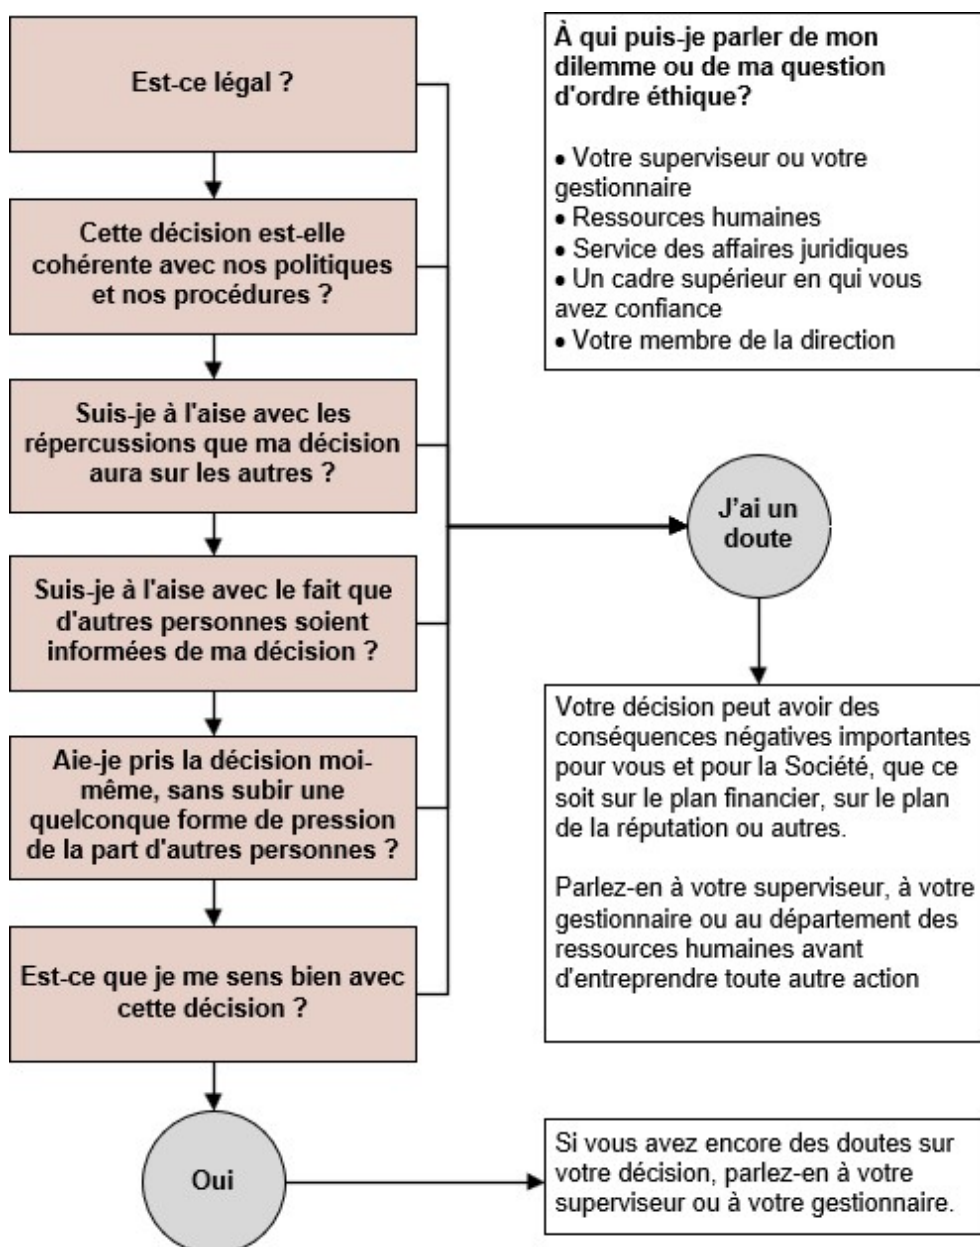 Est-ce légal ?
Cette décision est-elle
cohérente avec nos politiques
et nos procédures ?
Suis-je à l'aise avec les
répercussions que ma décision
aura sur les autres ?
Suis-je à l'aise avec le fait que
d'autres personnes soient
informées de ma décision ?
Aie-je pris la décision moi-
même, sans subir une
quelconque forme de pression
de la part d'autres personnes ?
Est-ce que je me sens bien avec
cette décision ?
Oui
À qui puis-je parler de mon
dilemme ou de ma question
d'ordre éthique?
• Votre superviseur ou votre
gestionnaire
• Ressources humaines
• Service des affaires juridiques
• Un cadre supérieur en qui vous
avez confiance
• Votre membre de la direction
J’ai un
doute
Votre décision peut avoir des
conséquences négatives importantes
pour vous et pour la Société, que ce
soit sur le plan financier, sur le plan
de la réputation ou autres.
Parlez-en à votre superviseur, à votre
gestionnaire ou au département des
ressources humaines avant
d'entreprendre toute autre action
Si vous avez encore des doutes sur
votre décision, parlez-en à votre
superviseur ou à votre gestionnaire.